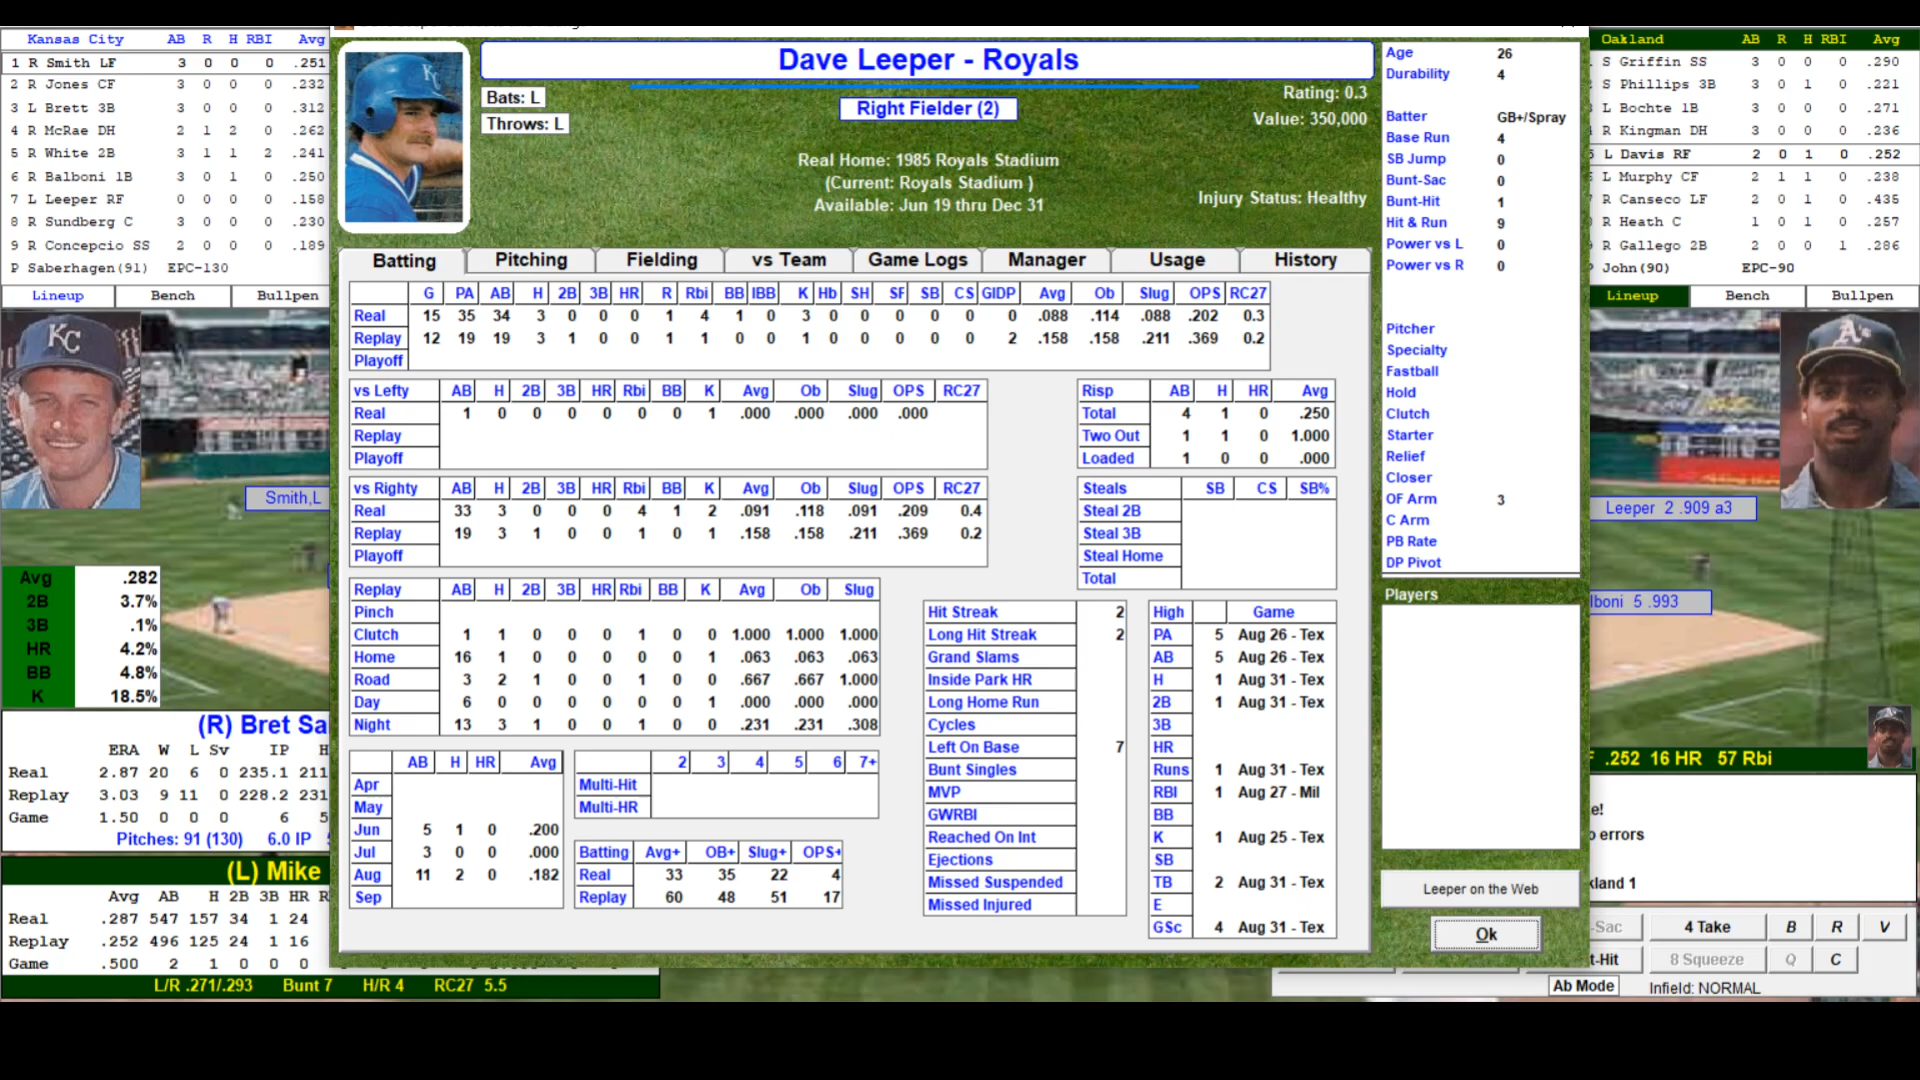 Kansas City AB R H RBI Avg
1 R Smith LF 3 0 0 0 .251
2 R Jones CF 3 0 0 0 .232
3 L Brett 3B 3 0 0 0 .312
4 R McRae DH 2 1 2 0 .262
5 R White 2B 3 1 1 2 .241
6 R Balboni 1B 3 0 1 0 .250
7 L Leeper RF 0 0 0 0 .158
8 R Sundberg C 3 0 0 0 .230
9 R Concepcio SS 2 0 0 0 .189
P Saberhagen(91) EPC-130
Lineup Bench Bullpen
Smith,L
Avg .282
2B 3.7%
3B .1%
HR 4.2%
BB 4.8%
K 18.5%
(R) Bret Sa
ERA W L Sv IP H
Real 2.87 20 6 0 235.1 211
Replay 3.03 9 11 0 228.2 231
Game 1.50 0 0 0 6 5
Pitches: 91 (130) 6.0 IP
(L) Mike
Avg AB H 2B 3B HR R
Real .287 547 157 34 1 24
Replay .252 496 125 24 1 16
Game .500 2 1 0 0 0
L/R .271/.293 Bunt 7 H/R 4 RC27 5.5
Dave Leeper - Royals
Bats: L
Throws: L
Right Fielder (2)
Rating: 0.3
Value: 350,000
Real Home: 1985 Royals Stadium
(Current: Royals Stadium )
Available: Jun 19 thru Dec 31
Injury Status: Healthy
Batting Pitching Fielding vs Team Game Logs Manager Usage History
G PA AB H 2B 3B HR R Rbi BB IBB K Hb SH SF SB CS GIDP Avg Ob Slug OPS RC27
Real 15 35 34 3 0 0 0 1 4 1 0 3 0 0 0 0 0 0 .088 .114 .088 .202 0.3
Replay 12 19 19 3 1 0 0 1 1 0 0 1 0 0 0 0 0 2 .158 .158 .211 .369 0.2
Playoff
vs Lefty AB H 2B 3B HR Rbi BB K Avg Ob Slug OPS RC27
Real 1 0 0 0 0 0 0 1 .000 .000 .000 .000
Replay
Playoff
Risp AB H HR Avg
Total 4 1 0 .250
Two Out 1 1 0 1.000
Loaded 1 0 0 .000
vs Righty AB H 2B 3B HR Rbi BB K Avg Ob Slug OPS RC27
Real 33 3 0 0 0 4 1 2 .091 .118 .091 .209 0.4
Replay 19 3 1 0 0 1 0 1 .158 .158 .211 .369 0.2
Playoff
Steals SB CS SB%
Steal 2B
Steal 3B
Steal Home
Total
Replay AB H 2B 3B HR Rbi BB K Avg Ob Slug
Pinch
Clutch 1 1 0 0 0 1 0 0 1.000 1.000 1.000
Home 16 1 0 0 0 0 0 1 .063 .063 .063
Road 3 2 1 0 0 1 0 0 .667 .667 1.000
Day 6 0 0 0 0 0 0 1 .000 .000 .000
Night 13 3 1 0 0 1 0 0 .231 .231 .308
AB H HR Avg
Apr
May
Jun 5 1 0 .200
Jul 3 0 0 .000
Aug 11 2 0 .182
Sep
2 3 4 5 6 7+
Multi-Hit
Multi-HR
Batting Avg+ OB+ Slug+ OPS+
Real 33 35 22 4
Replay 60 48 51 17
Hit Streak 2
Long Hit Streak 2
Grand Slams
Inside Park HR
Long Home Run
Cycles
Left On Base 7
Bunt Singles
MVP
GWRBI
Reached On Int
Ejections
Missed Suspended
Missed Injured
High Game
PA 5 Aug 26 - Tex
AB 5 Aug 26 - Tex
H 1 Aug 31 - Tex
2B 1 Aug 31 - Tex
3B
HR
Runs 1 Aug 31 - Tex
RBI 1 Aug 27 - Mil
BB
K 1 Aug 25 - Tex
SB
TB 2 Aug 31 - Tex
E
GSc 4 Aug 31 - Tex
Age 26
Durability 4
Batter GB+/Spray
Base Run 4
SB Jump 0
Bunt-Sac 0
Bunt-Hit 1
Hit & Run 9
Power vs L 0
Power vs R 0
Pitcher
Specialty
Fastball
Hold
Clutch
Starter
Relief
Closer
OF Arm 3
C Arm
PB Rate
DP Pivot
Players
Leeper on the Web
Ok
Oakland AB R H RBI Avg
S Griffin SS 3 0 0 0 .290
S Phillips 3B 3 0 1 0 .221
L Bochte 1B 3 0 0 0 .271
R Kingman DH 3 0 0 0 .236
L Davis RF 2 0 1 0 .252
L Murphy CF 2 1 1 0 .238
R Canseco LF 2 0 1 0 .435
R Heath C 1 0 1 0 .257
R Gallego 2B 2 0 0 1 .286
John(90) EPC-90
Lineup Bench Bullpen
Leeper 2 .909 a3
lboni 5 .993
F .252 16 HR 57 Rbi
e!
o errors
kland 1
-Sac 4 Take B R V
t-Hit 8 Squeeze Q C
Ab Mode Infield: NORMAL